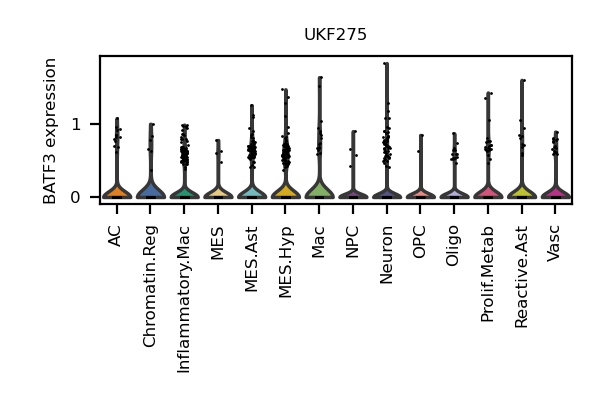 UKF275
BATF3 expression
1
0
AC
Chromatin.Reg
Inflammatory.Mac
MES
MES.Ast
MES.Hyp
Mac
NPC
Neuron
OPC
Oligo
Prolif.Metab
Reactive.Ast
Vasc